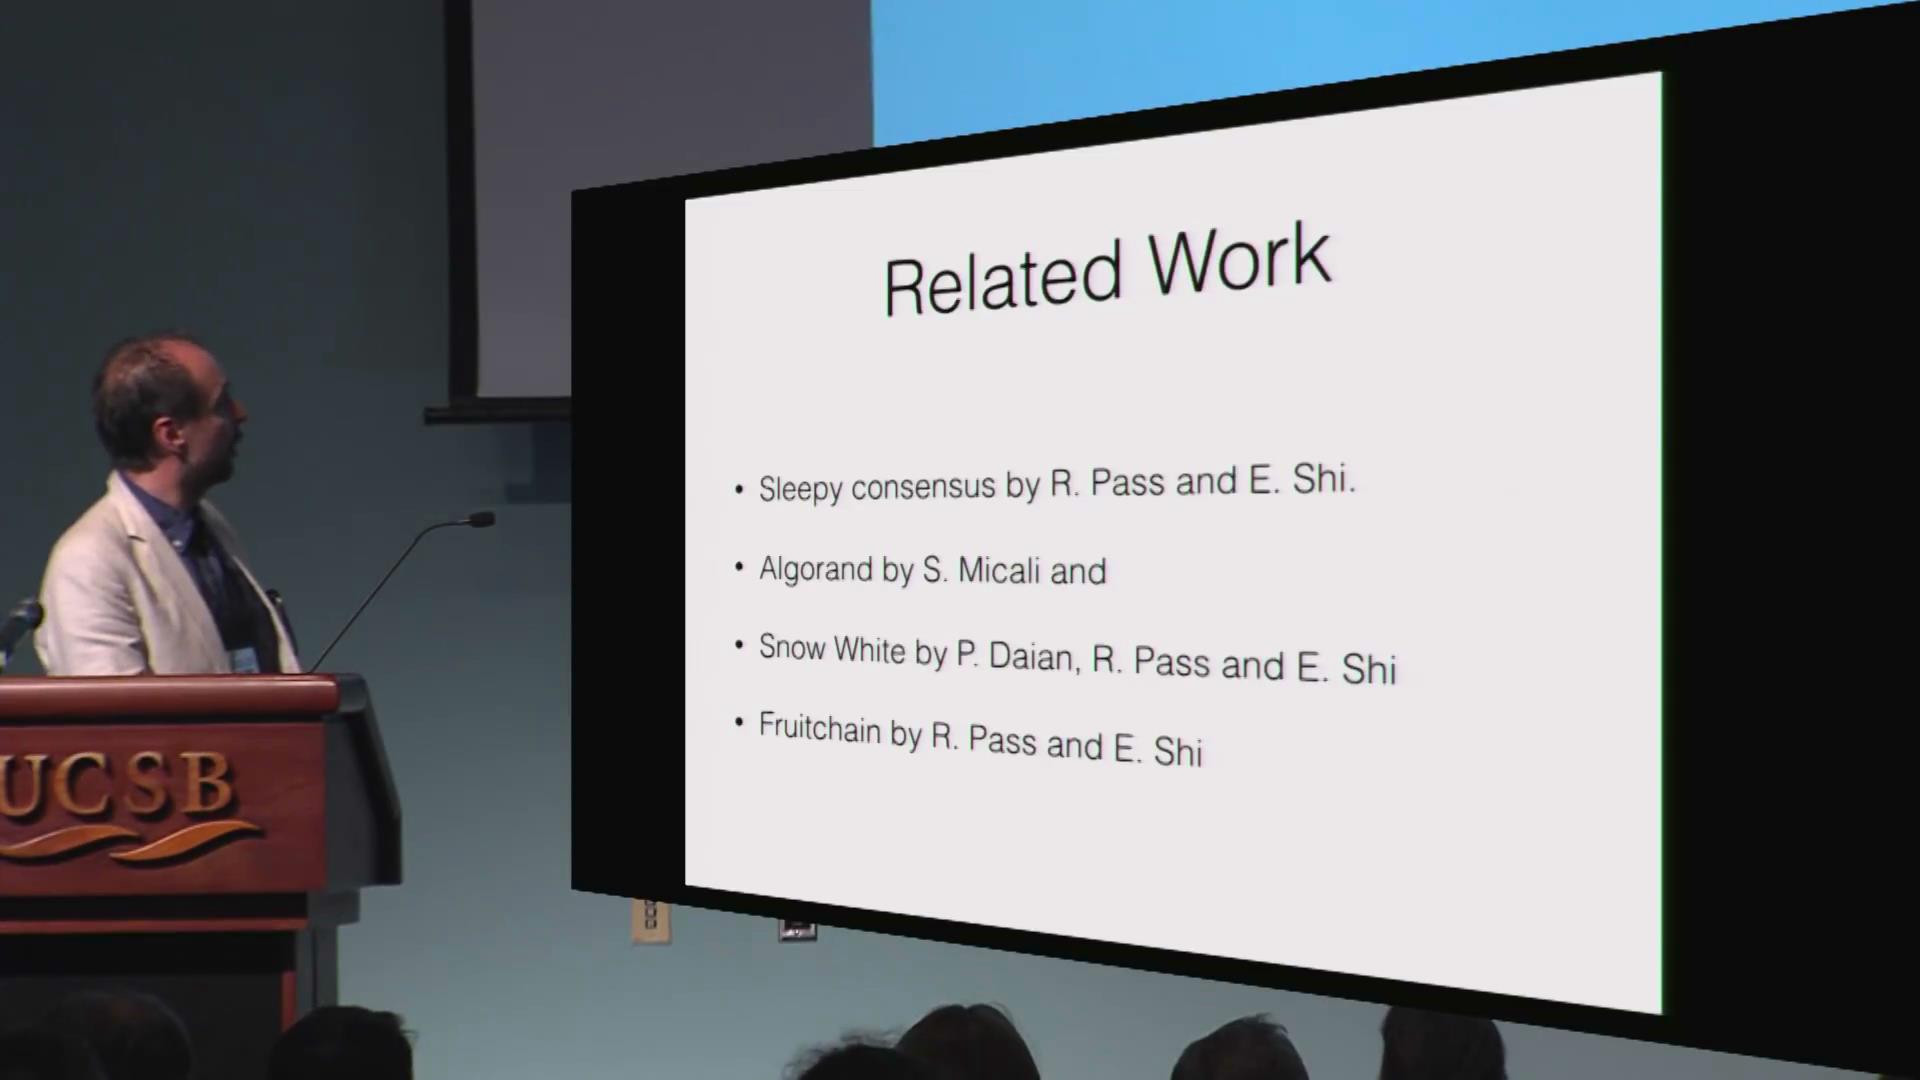 Related Work
• Sleepy consensus by R. Pass and E. Shi.
• Algorand by S. Micali and
• Snow White by P. Daian, R. Pass and E. Shi
• Fruitchain by R. Pass and E. Shi
UCSB